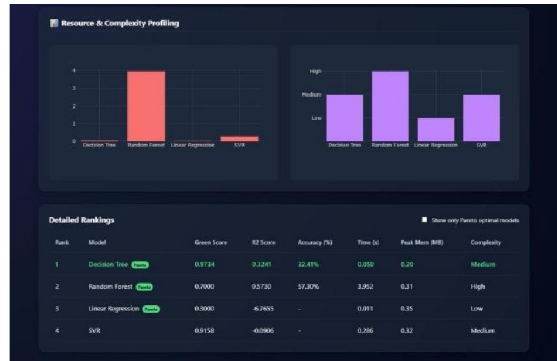 Resource & Complexity Profiling
4
3
2
1
0
Decision Tree Random Forest Linear Regression SVR
High
Medium
Low
Decision Tree Random Forest Linear Regression SVR
Detailed Rankings
Show only Pareto optimal models
Rank Model Green Score R2 Score Accuracy (%) Time (s) Peak Mem (MB) Complexity
1 Decision Tree Pareto 0.9734 0.3241 32.41% 0.050 0.20 Medium
2 Random Forest Pareto 0.7000 0.5730 57.30% 3.952 0.31 High
3 Linear Regression Pareto 0.3000 -6.7655 - 0.011 0.35 Low
4 SVR 0.9158 -0.0906 - 0.286 0.32 Medium